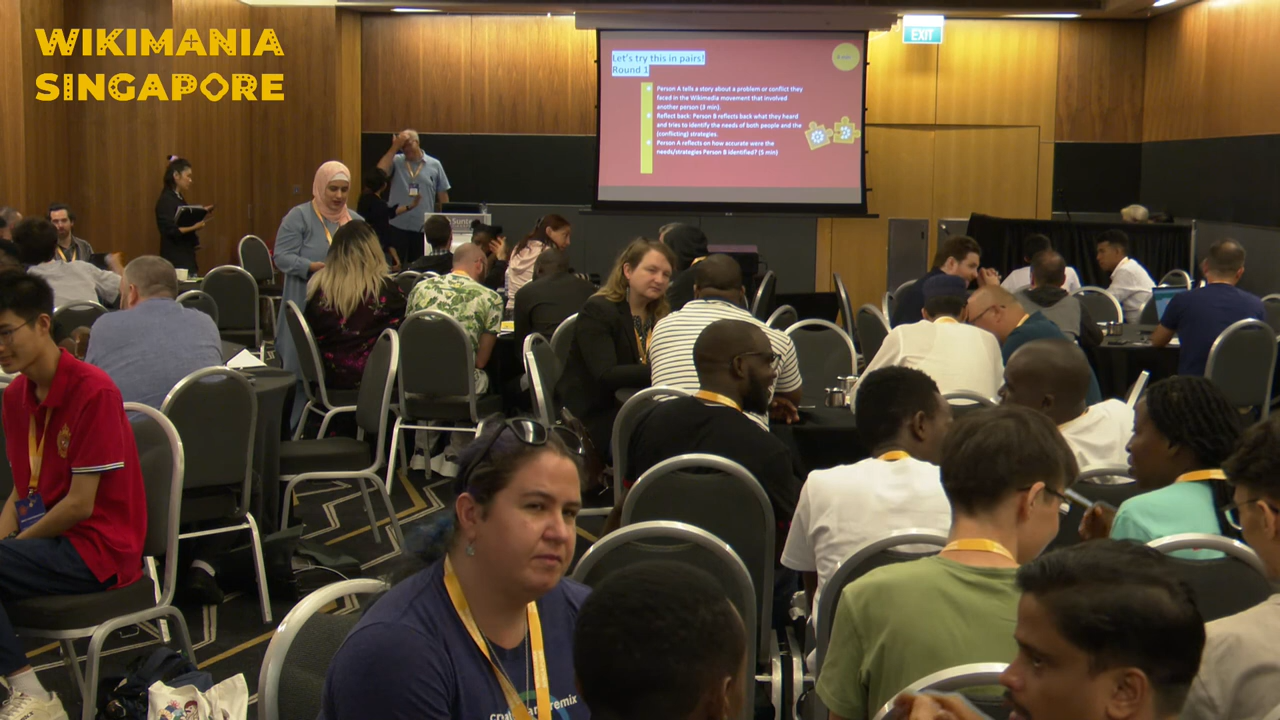 WIKIMANIA
SINGAPORE
EXIT
Let's try this in pairs!
Round 1
Person A tells a story about a problem or conflict they
faced in the Wikimedia movement that involved
another person (3 min).
Reflect back: Person B reflects back what they heard
and tries to identify the needs of both people and the
(conflicting) strategies.
Person A reflects on how accurate were the
needs/strategies Person B identified? (5 min)
Sunte